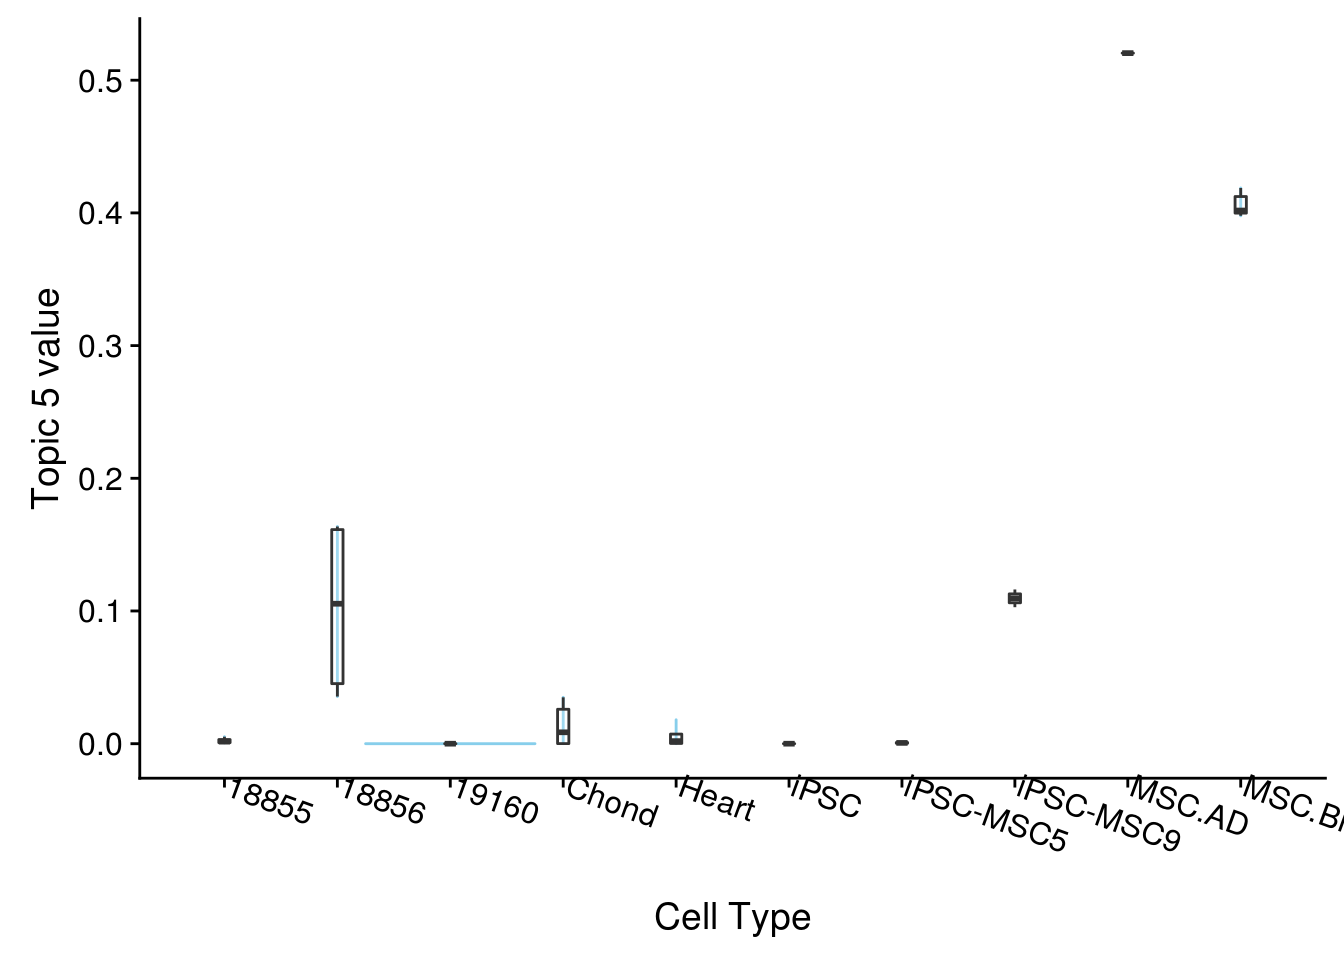 0.5
0.4
0.3
0.2
0.1
0.0
Topic 5 value
18855
18856
19160
Chond
Heart
iPSC
iPSC-MSC5
iPSC-MSC9
MSC.AD
Cell Type